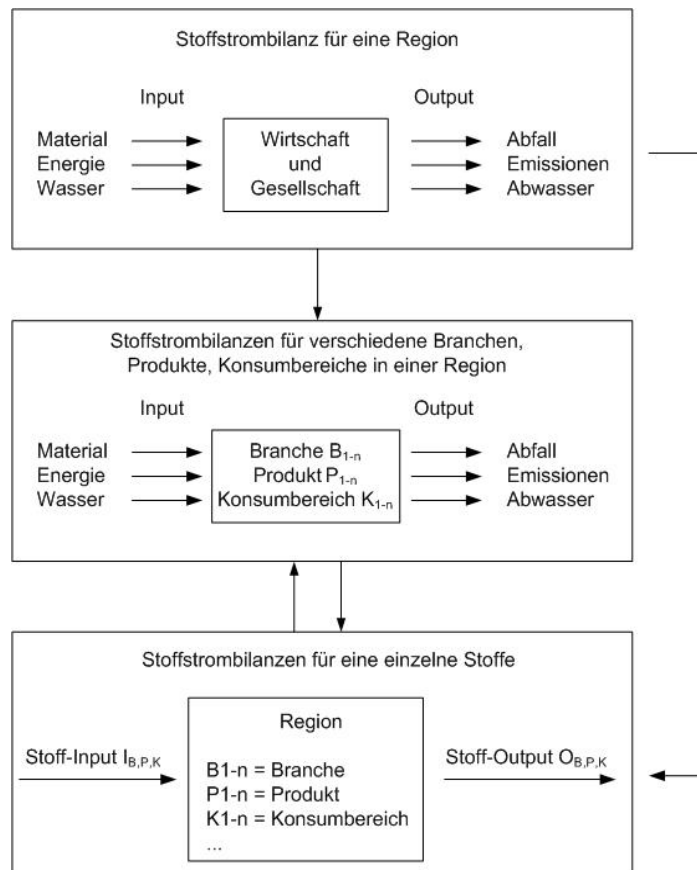 Stoffstrombilanz für eine Region
Input Output
Material Wirtschaft Abfall
Energie und Emissionen
Wasser Gesellschaft Abwasser
Stoffstrombilanzen für verschiedene Branchen,
Produkte, Konsumbereiche in einer Region
Input Output
Material Branche B1-n Abfall
Energie Produkt P1-n Emissionen
Wasser Konsumbereich K1-n Abwasser
Stoffstrombilanzen für eine einzelne Stoffe
Region
Stoff-Input IB,P,K Stoff-Output OB,P,K
B1-n = Branche
P1-n = Produkt
K1-n = Konsumbereich
...